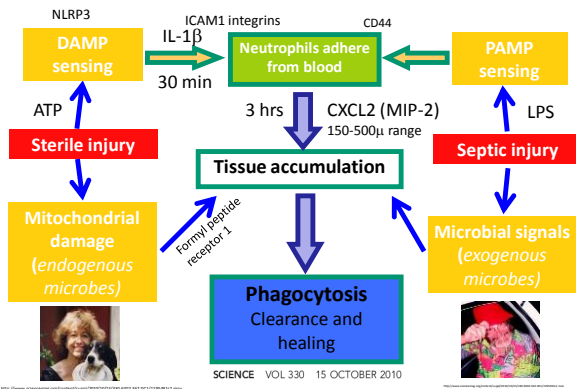 NLRP3
ICAM1 integrins
CD44
DAMP
sensing
IL-1β
30 min
Neutrophils adhere
from blood
PAMP
sensing
ATP
3 hrs
CXCL2 (MIP-2)
150-500µ range
LPS
Sterile injury
Tissue accumulation
Septic injury
Mitochondrial
damage
(endogenous
microbes)
Formyl peptide
receptor 1
Microbial signals
(exogenous
microbes)
Phagocytosis
Clearance and
healing
SCIENCE VOL 330 15 OCTOBER 2010